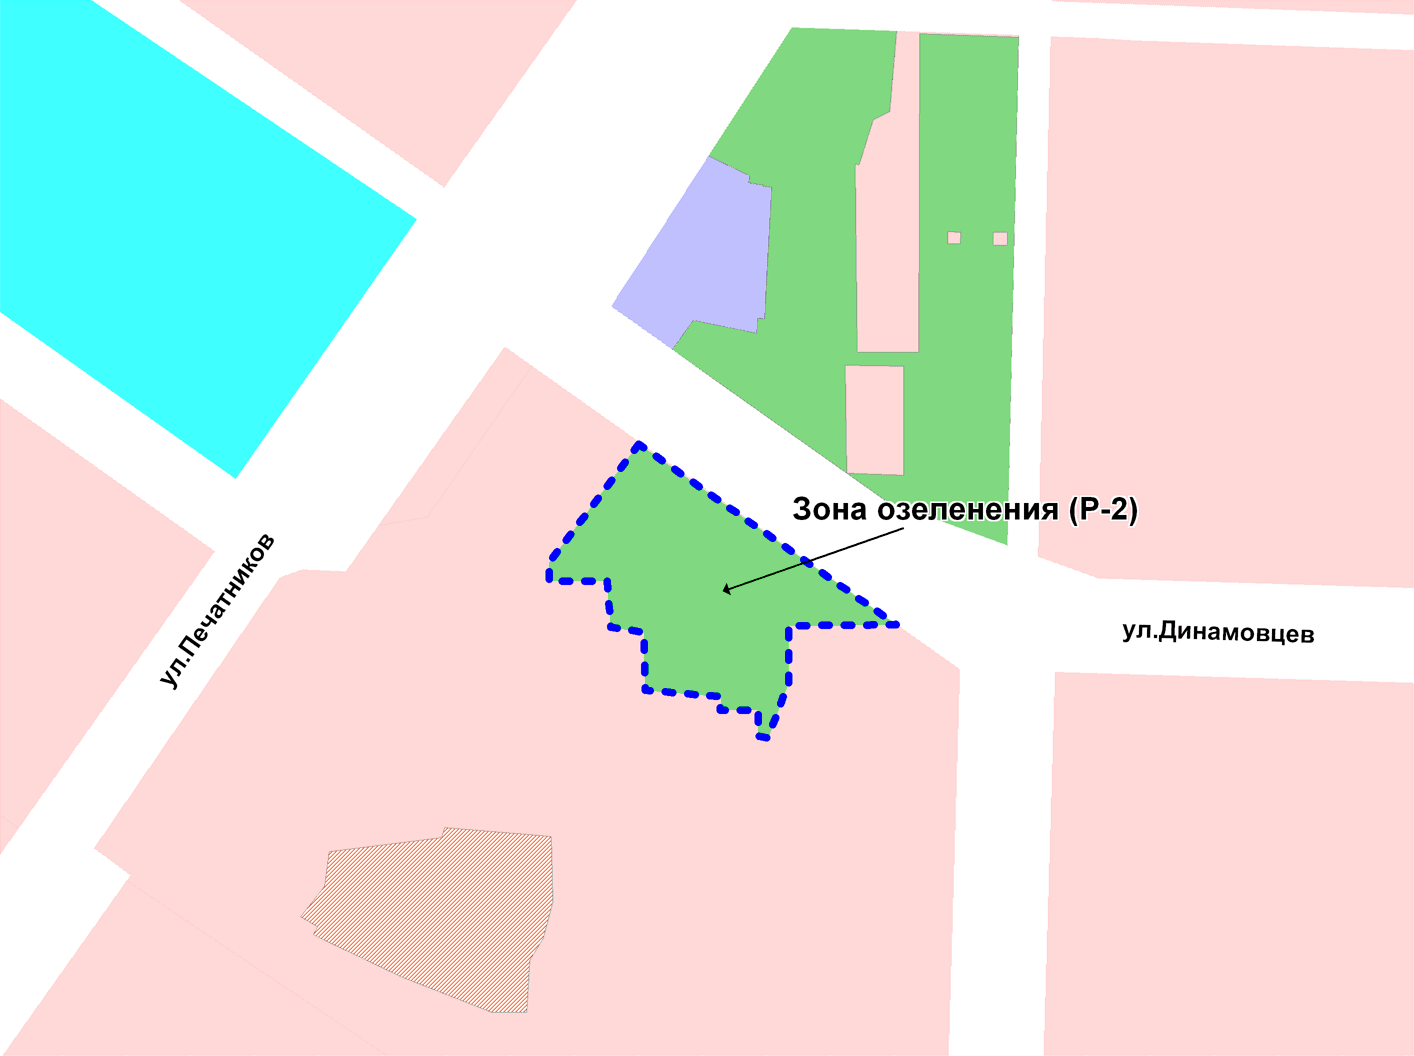 Зона озеленения (Р-2)
ул.Печатников
ул.Динамовцев